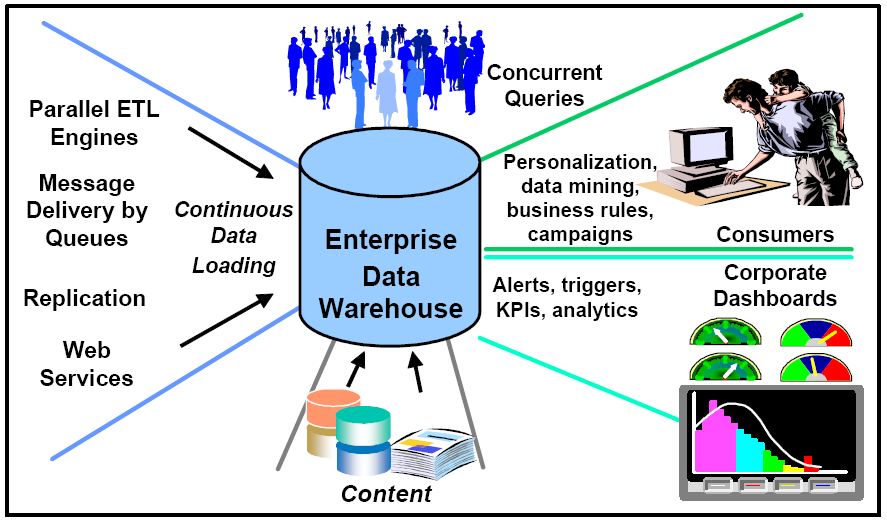 Concurrent
Queries
Parallel ETL
Engines
Message
Delivery by
Queues
Replication
Web
Services
Continuous
Data
Loading
Enterprise
Data
Warehouse
Personalization,
data mining,
business rules,
campaigns
Consumers
Alerts, triggers,
KPIs, analytics
Corporate
Dashboards
Content